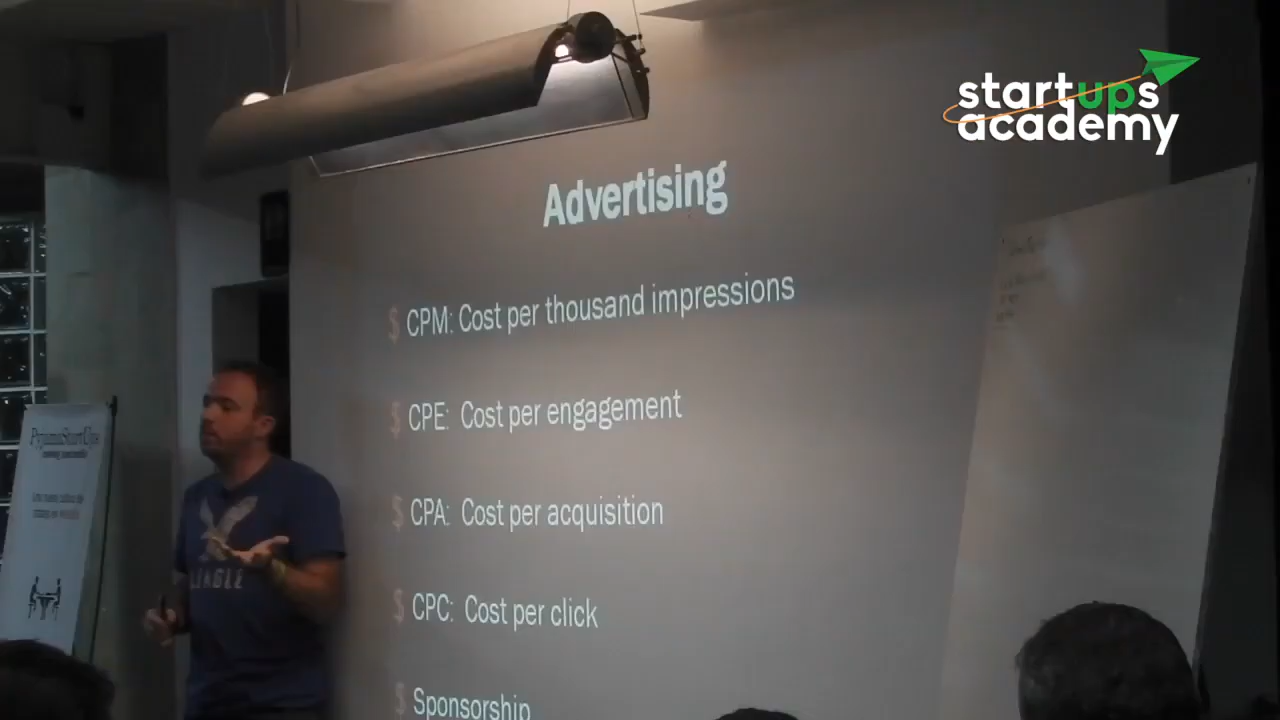 startups
academy
Advertising
$ CPM: Cost per thousand impressions
$ CPE: Cost per engagement
$ CPA: Cost per acquisition
$ CPC: Cost per click
$ Sponsorship
PyjamaStartUps
EAGLE